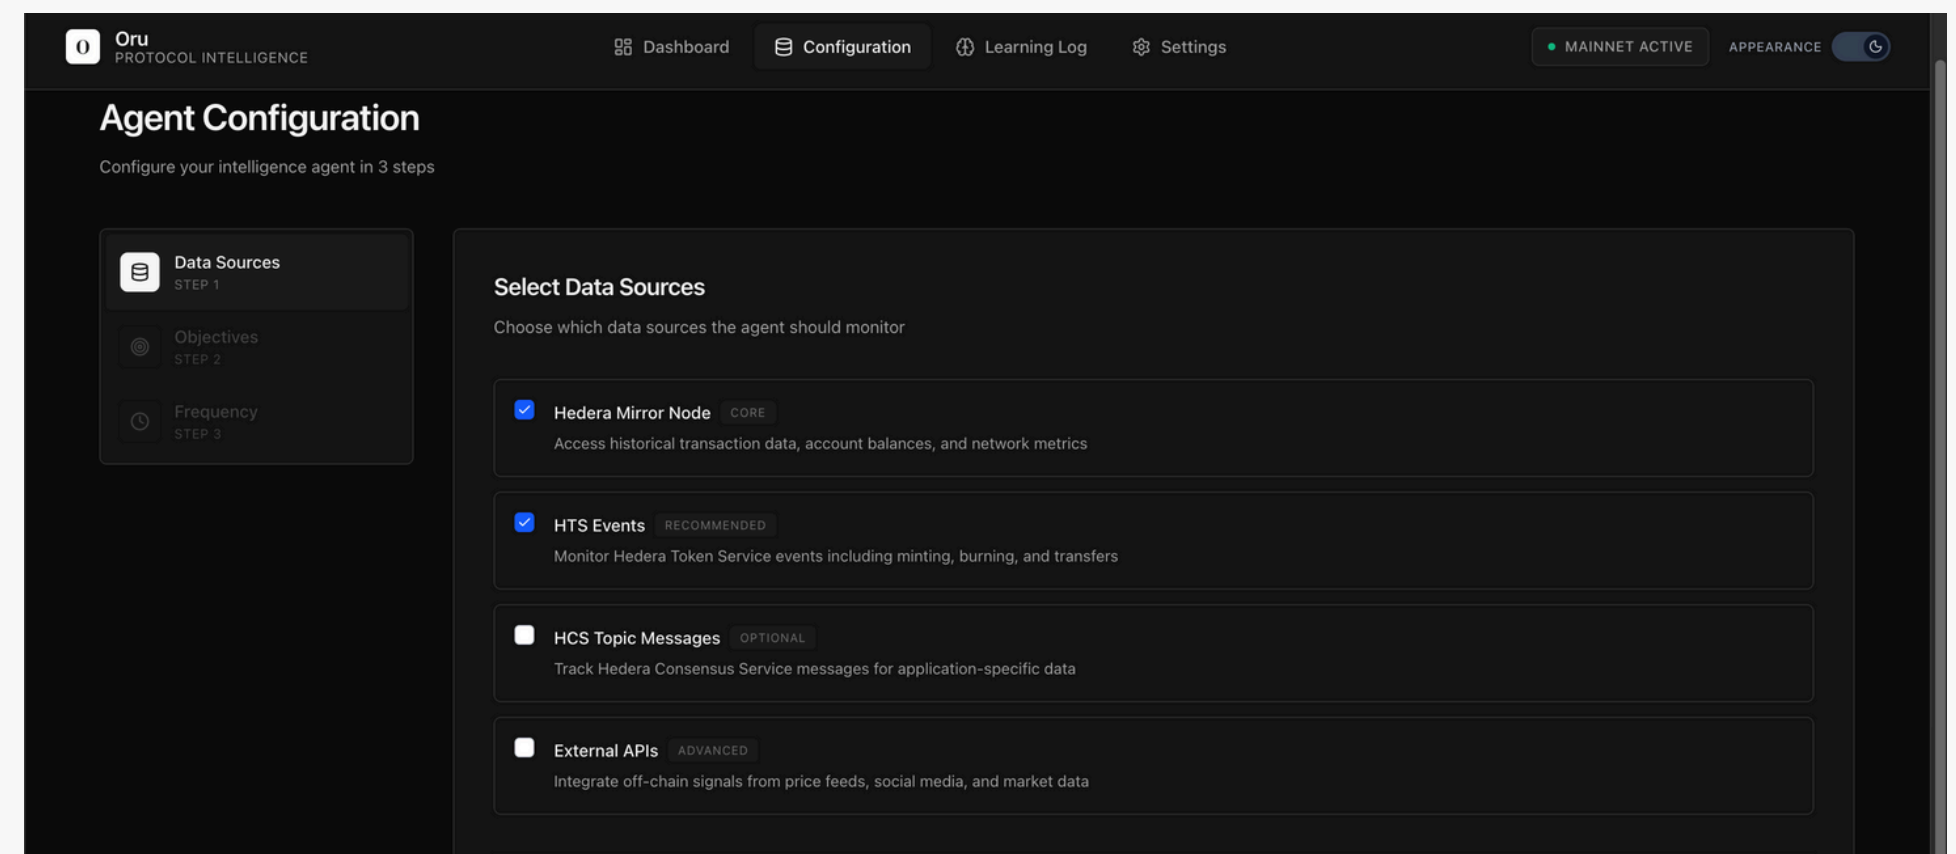 O
Oru
PROTOCOL INTELLIGENCE
Dashboard
Configuration
Learning Log
Settings
MAINNET ACTIVE
APPEARANCE
Agent Configuration
Configure your intelligence agent in 3 steps
Data Sources
STEP 1
Objectives
STEP 2
Frequency
STEP 3
Select Data Sources
Choose which data sources the agent should monitor
Hedera Mirror Node CORE
Access historical transaction data, account balances, and network metrics
HTS Events RECOMMENDED
Monitor Hedera Token Service events including minting, burning, and transfers
HCS Topic Messages OPTIONAL
Track Hedera Consensus Service messages for application-specific data
External APIs ADVANCED
Integrate off-chain signals from price feeds, social media, and market data